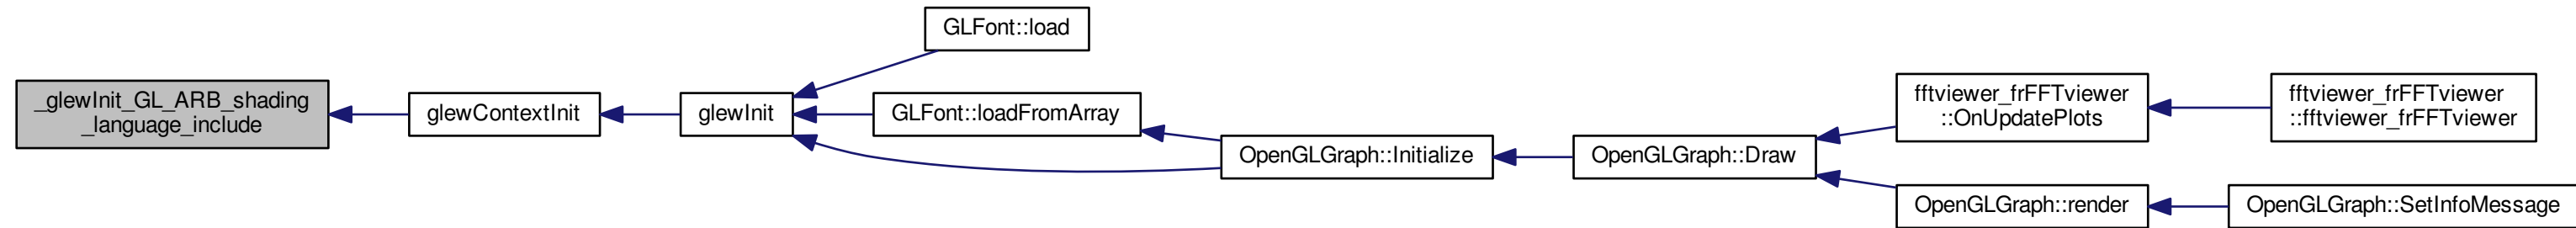 _glewInit_GL_ARB_shading
_language_include
glewContextInit
glewInit
GLFont::load
GLFont::loadFromArray
OpenGLGraph::Initialize
OpenGLGraph::Draw
fftviewer_frFFTviewer
::OnUpdatePlots
fftviewer_frFFTviewer
::fftviewer_frFFTviewer
OpenGLGraph::render
OpenGLGraph::SetInfoMessage